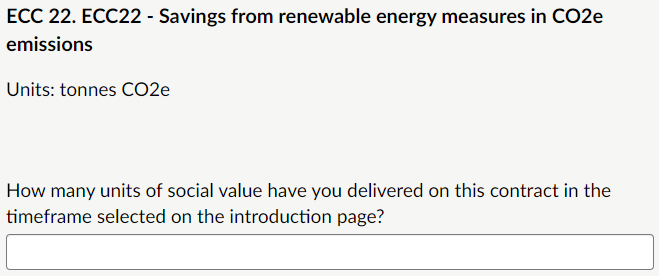 ECC 22. ECC22 - Savings from renewable energy measures in CO2e
emissions
Units: tonnes CO2e
How many units of social value have you delivered on this contract in the
timeframe selected on the introduction page?